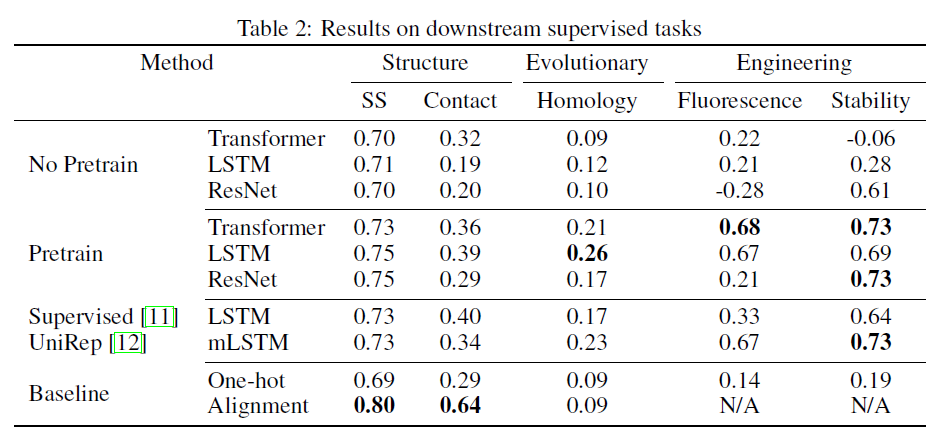 Table 2: Results on downstream supervised tasks
Method Structure Evolutionary Engineering
SS Contact Homology Fluorescence Stability
Transformer 0.70 0.32 0.09 0.22 -0.06
No Pretrain LSTM 0.71 0.19 0.12 0.21 0.28
ResNet 0.70 0.20 0.10 -0.28 0.61
Transformer 0.73 0.36 0.21 0.68 0.73
Pretrain LSTM 0.75 0.39 0.26 0.67 0.69
ResNet 0.75 0.29 0.17 0.21 0.73
Supervised [11] LSTM 0.73 0.40 0.17 0.33 0.64
UniRep [12] mLSTM 0.73 0.34 0.23 0.67 0.73
One-hot 0.69 0.29 0.09 0.14 0.19
Baseline
Alignment 0.80 0.64 0.09 N/A N/A